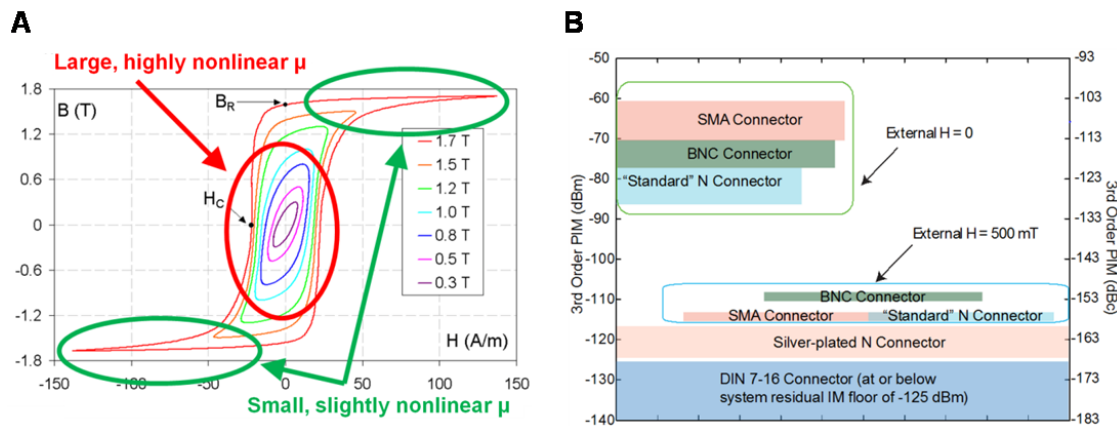 A
Large, highly nonlinear μ
B (T)
B_R
H_C
H (A/m)
1.8
1.2
0.6
0
-0.6
-1.2
-1.8
-150
-100
-50
0
50
100
150
1.7 T
1.5 T
1.2 T
1.0 T
0.8 T
0.5 T
0.3 T
Small, slightly nonlinear μ
B
3rd Order PIM (dBm)
-50
-60
-70
-80
-90
-100
-110
-120
-130
-140
SMA Connector
BNC Connector
“Standard” N Connector
External H = 0
External H = 500 mT
BNC Connector
SMA Connector
“Standard” N Connector
Silver-plated N Connector
DIN 7-16 Connector (at or below
system residual IM floor of -125 dBm)
-93
-103
-113
-123
-133
-143
-153
-163
-173
-183
3rd Order PIM (dBc)